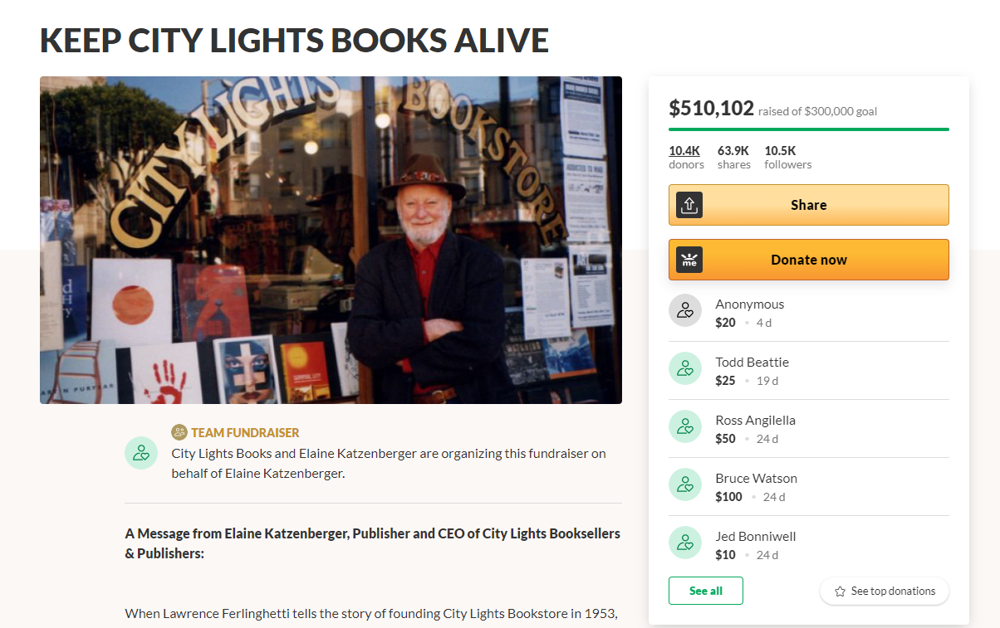 KEEP CITY LIGHTS BOOKS ALIVE
CITY LIGHTS
BOOKSTORE
$510,102 raised of $300,000 goal
10.4K 63.9K 10.5K
donors shares followers
Share
me Donate now
Anonymous
$20 • 4 d
Todd Beattie
$25 • 19 d
Ross Angilella
$50 • 24 d
Bruce Watson
$100 • 24 d
Jed Bonniwell
$10 • 24 d
See all See top donations
TEAM FUNDRAISER
City Lights Books and Elaine Katzenberger are organizing this fundraiser on
behalf of Elaine Katzenberger.
A Message from Elaine Katzenberger, Publisher and CEO of City Lights Booksellers
& Publishers:
When Lawrence Ferlinghetti tells the story of founding City Lights Bookstore in 1953,